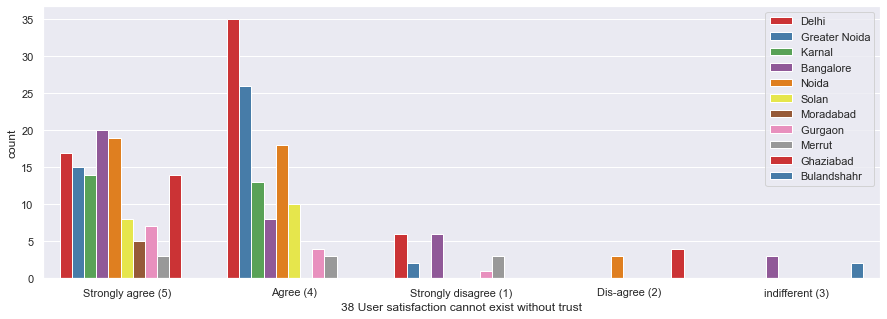 35
30
25
20
15
10
5
0
count
Strongly agree (5)
Agree (4)
Strongly disagree (1)
Dis-agree (2)
indifferent (3)
38 User satisfaction cannot exist without trust
Delhi
Greater Noida
Karnal
Bangalore
Noida
Solan
Moradabad
Gurgaon
Merrut
Ghaziabad
Bulandshahr